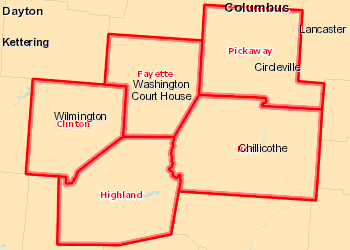 Columbus
Dayton
Lancaster
Kettering
Pickaway
Circleville
Fayette
Washington
Court House
Wilmington
Clinton
Chillicothe
Highland